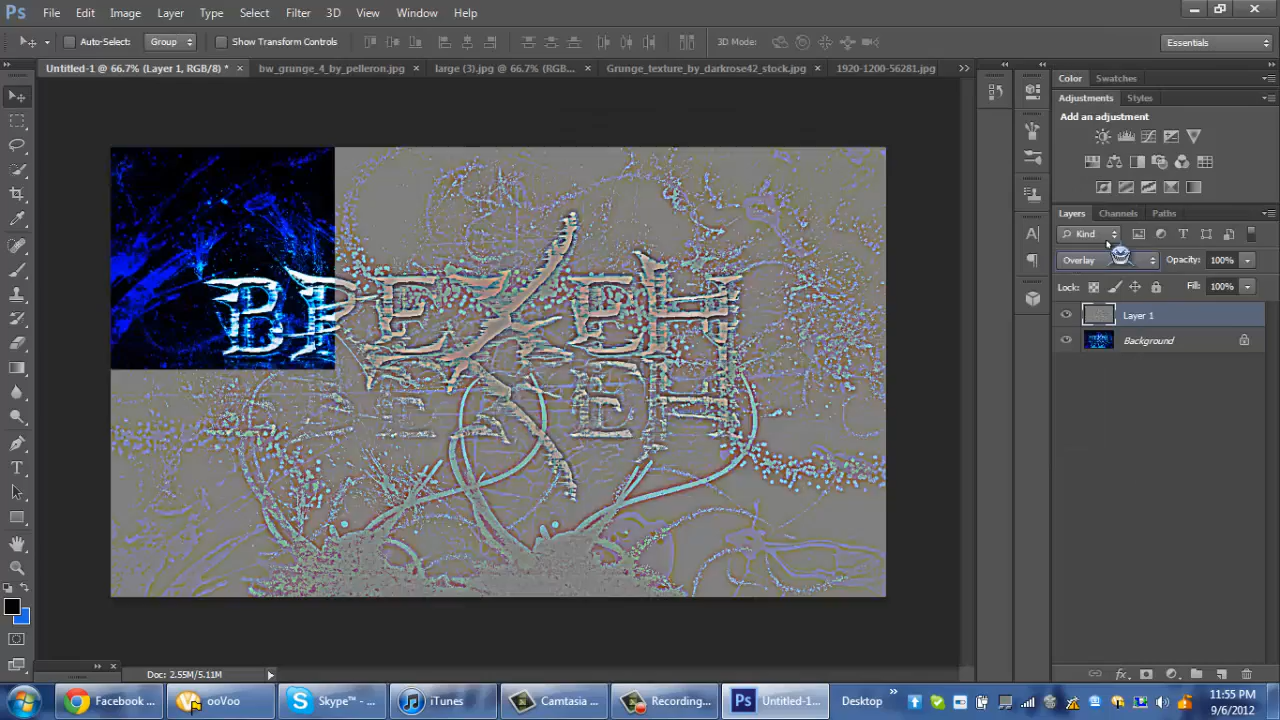 Ps File Edit Image Layer Type Select Filter 3D View Window Help
Auto-Select: Group Show Transform Controls 3D Mode: Essentials
Untitled-1 @ 66.7% (Layer 1, RGB/8) * × bw_grunge_4_by_pelleron.jpg × large (3).jpg @ 66.7% (RGB... × Grunge_texture_by_darkrose42_stock.jpg × 1920-1200-56281.jpg
Color Swatches
Adjustments Styles
Add an adjustment
Layers Channels Paths
Kind
Overlay Opacity: 100%
Lock: Fill: 100%
Layer 1
Background
Doc: 2.55M/5.11M
Facebook ... ooVoo Skype™ - ... iTunes Camtasia ... Recording... Untitled-1... Desktop
11:55 PM
9/6/2012